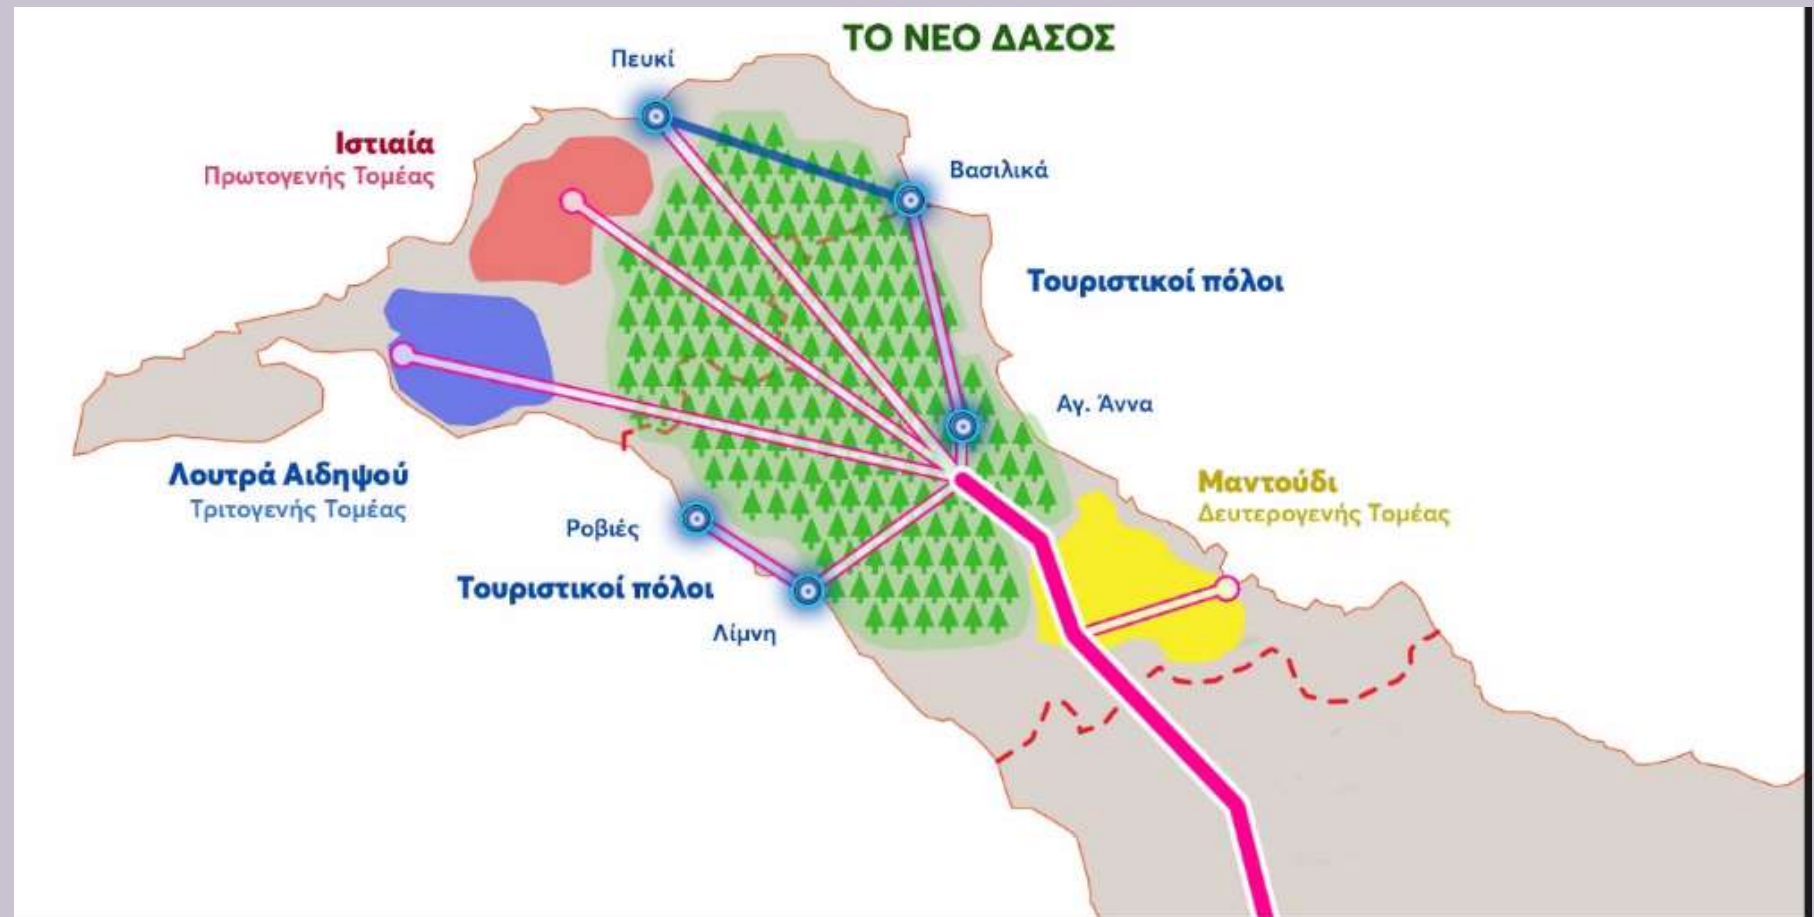 ΤΟ ΝΕΟ ΔΑΣΟΣ
Πευκί
Ιστιαία
Πρωτογενής Τομέας
Βασιλικά
Τουριστικοί πόλοι
Αγ. Άννα
Λουτρά Αιδηψού
Τριτογενής Τομέας
Μαντούδι
Δευτερογενής Τομέας
Ροβιές
Τουριστικοί πόλοι
Λίμνη